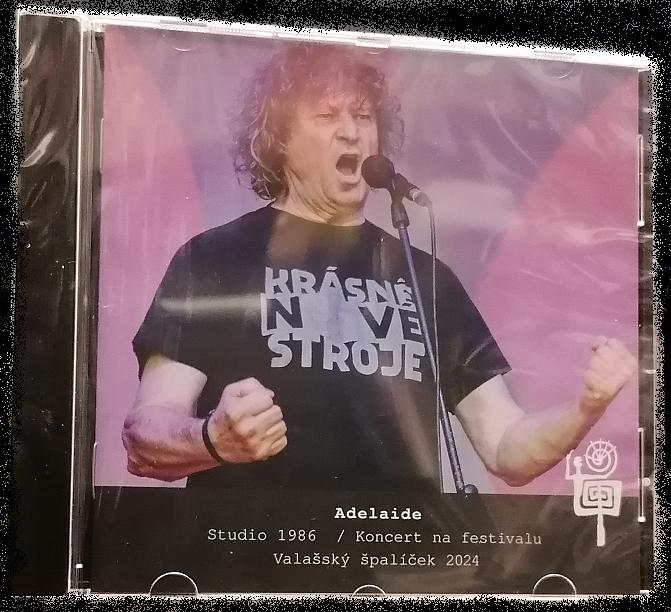 KRÁSNÉ
NOVÉ
STROJE
Adelaide
Studio 1986 / Koncert na festivalu
Valašský špalíček 2024